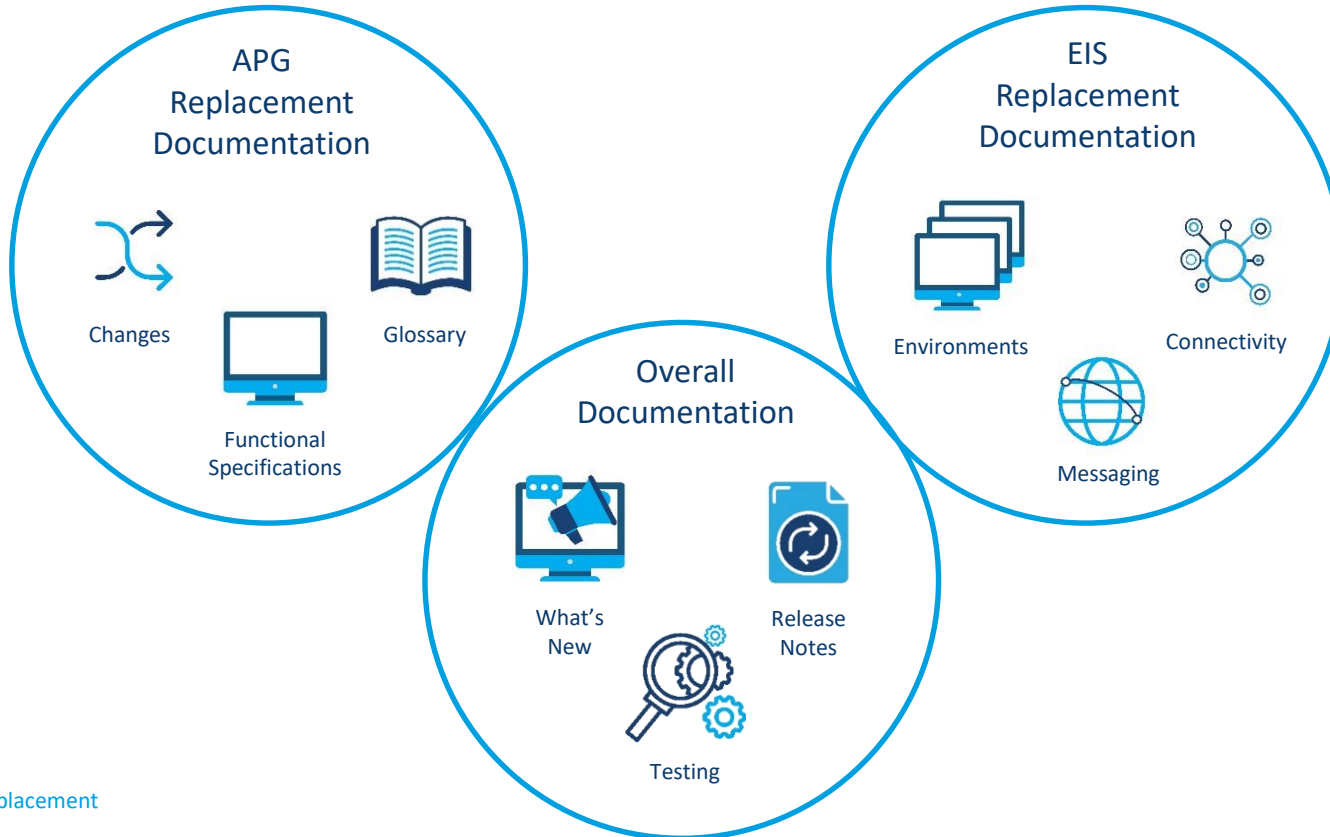 APG
Replacement
Documentation
Changes
Glossary
Functional
Specifications
EIS
Replacement
Documentation
Environments
Connectivity
Messaging
Overall
Documentation
What's
New
Release
Notes
Testing
placement